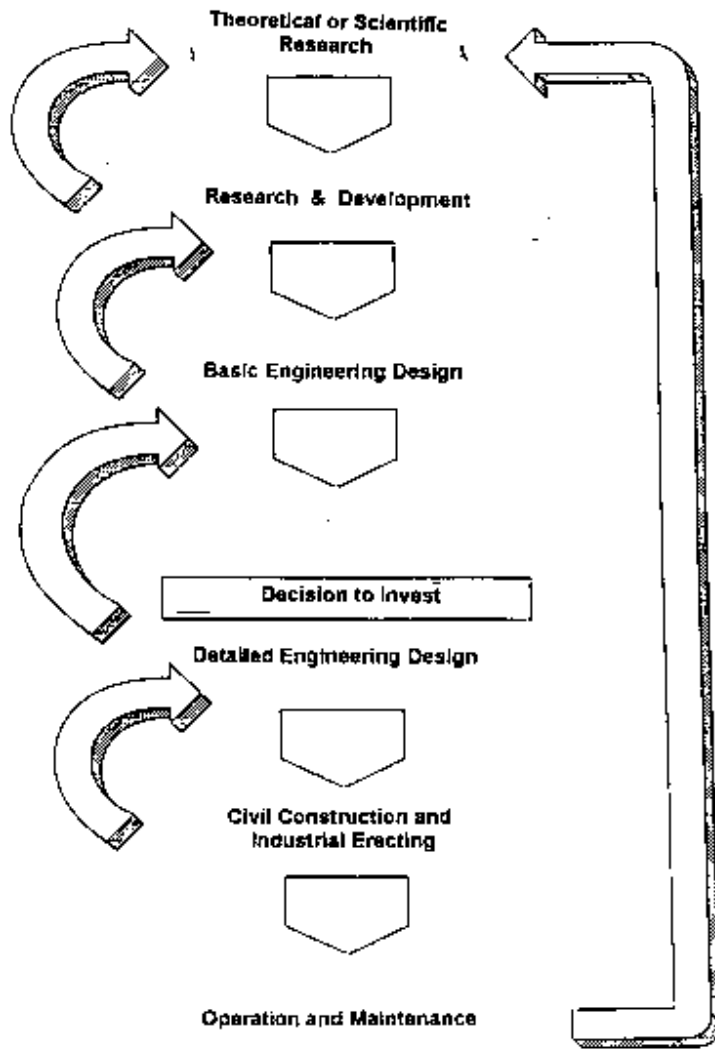 Theoretical or Scientific
Research
Research & Development
Basic Engineering Design
Decision to Invest
Detailed Engineering Design
Civil Construction and
Industrial Erecting
Operation and Maintenance